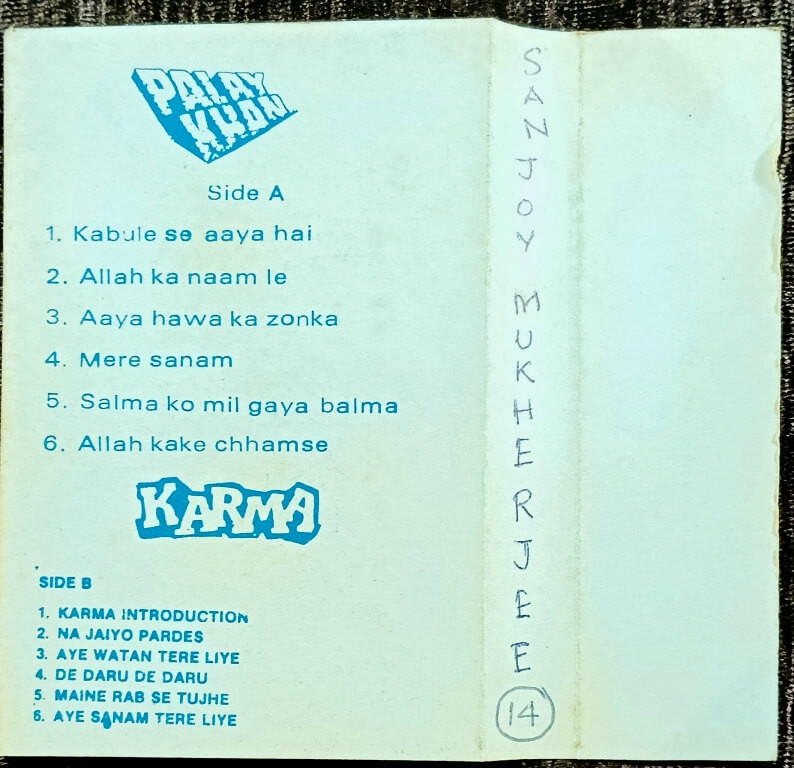 PALAY
KHAN
Side A
1. Kabule se aaya hai
2. Allah ka naam le
3. Aaya hawa ka zonka
4. Mere sanam
5. Salma ko mil gaya balma
6. Allah kake chhamse
KARMA
SIDE B
1. KARMA INTRODUCTION
2. NA JAIYO PARDES
3. AYE WATAN TERE LIYE
4. DE DARU DE DARU
5. MAINE RAB SE TUJHE
6. AYE SANAM TERE LIYE
SANJOY MUKHERJEE
14